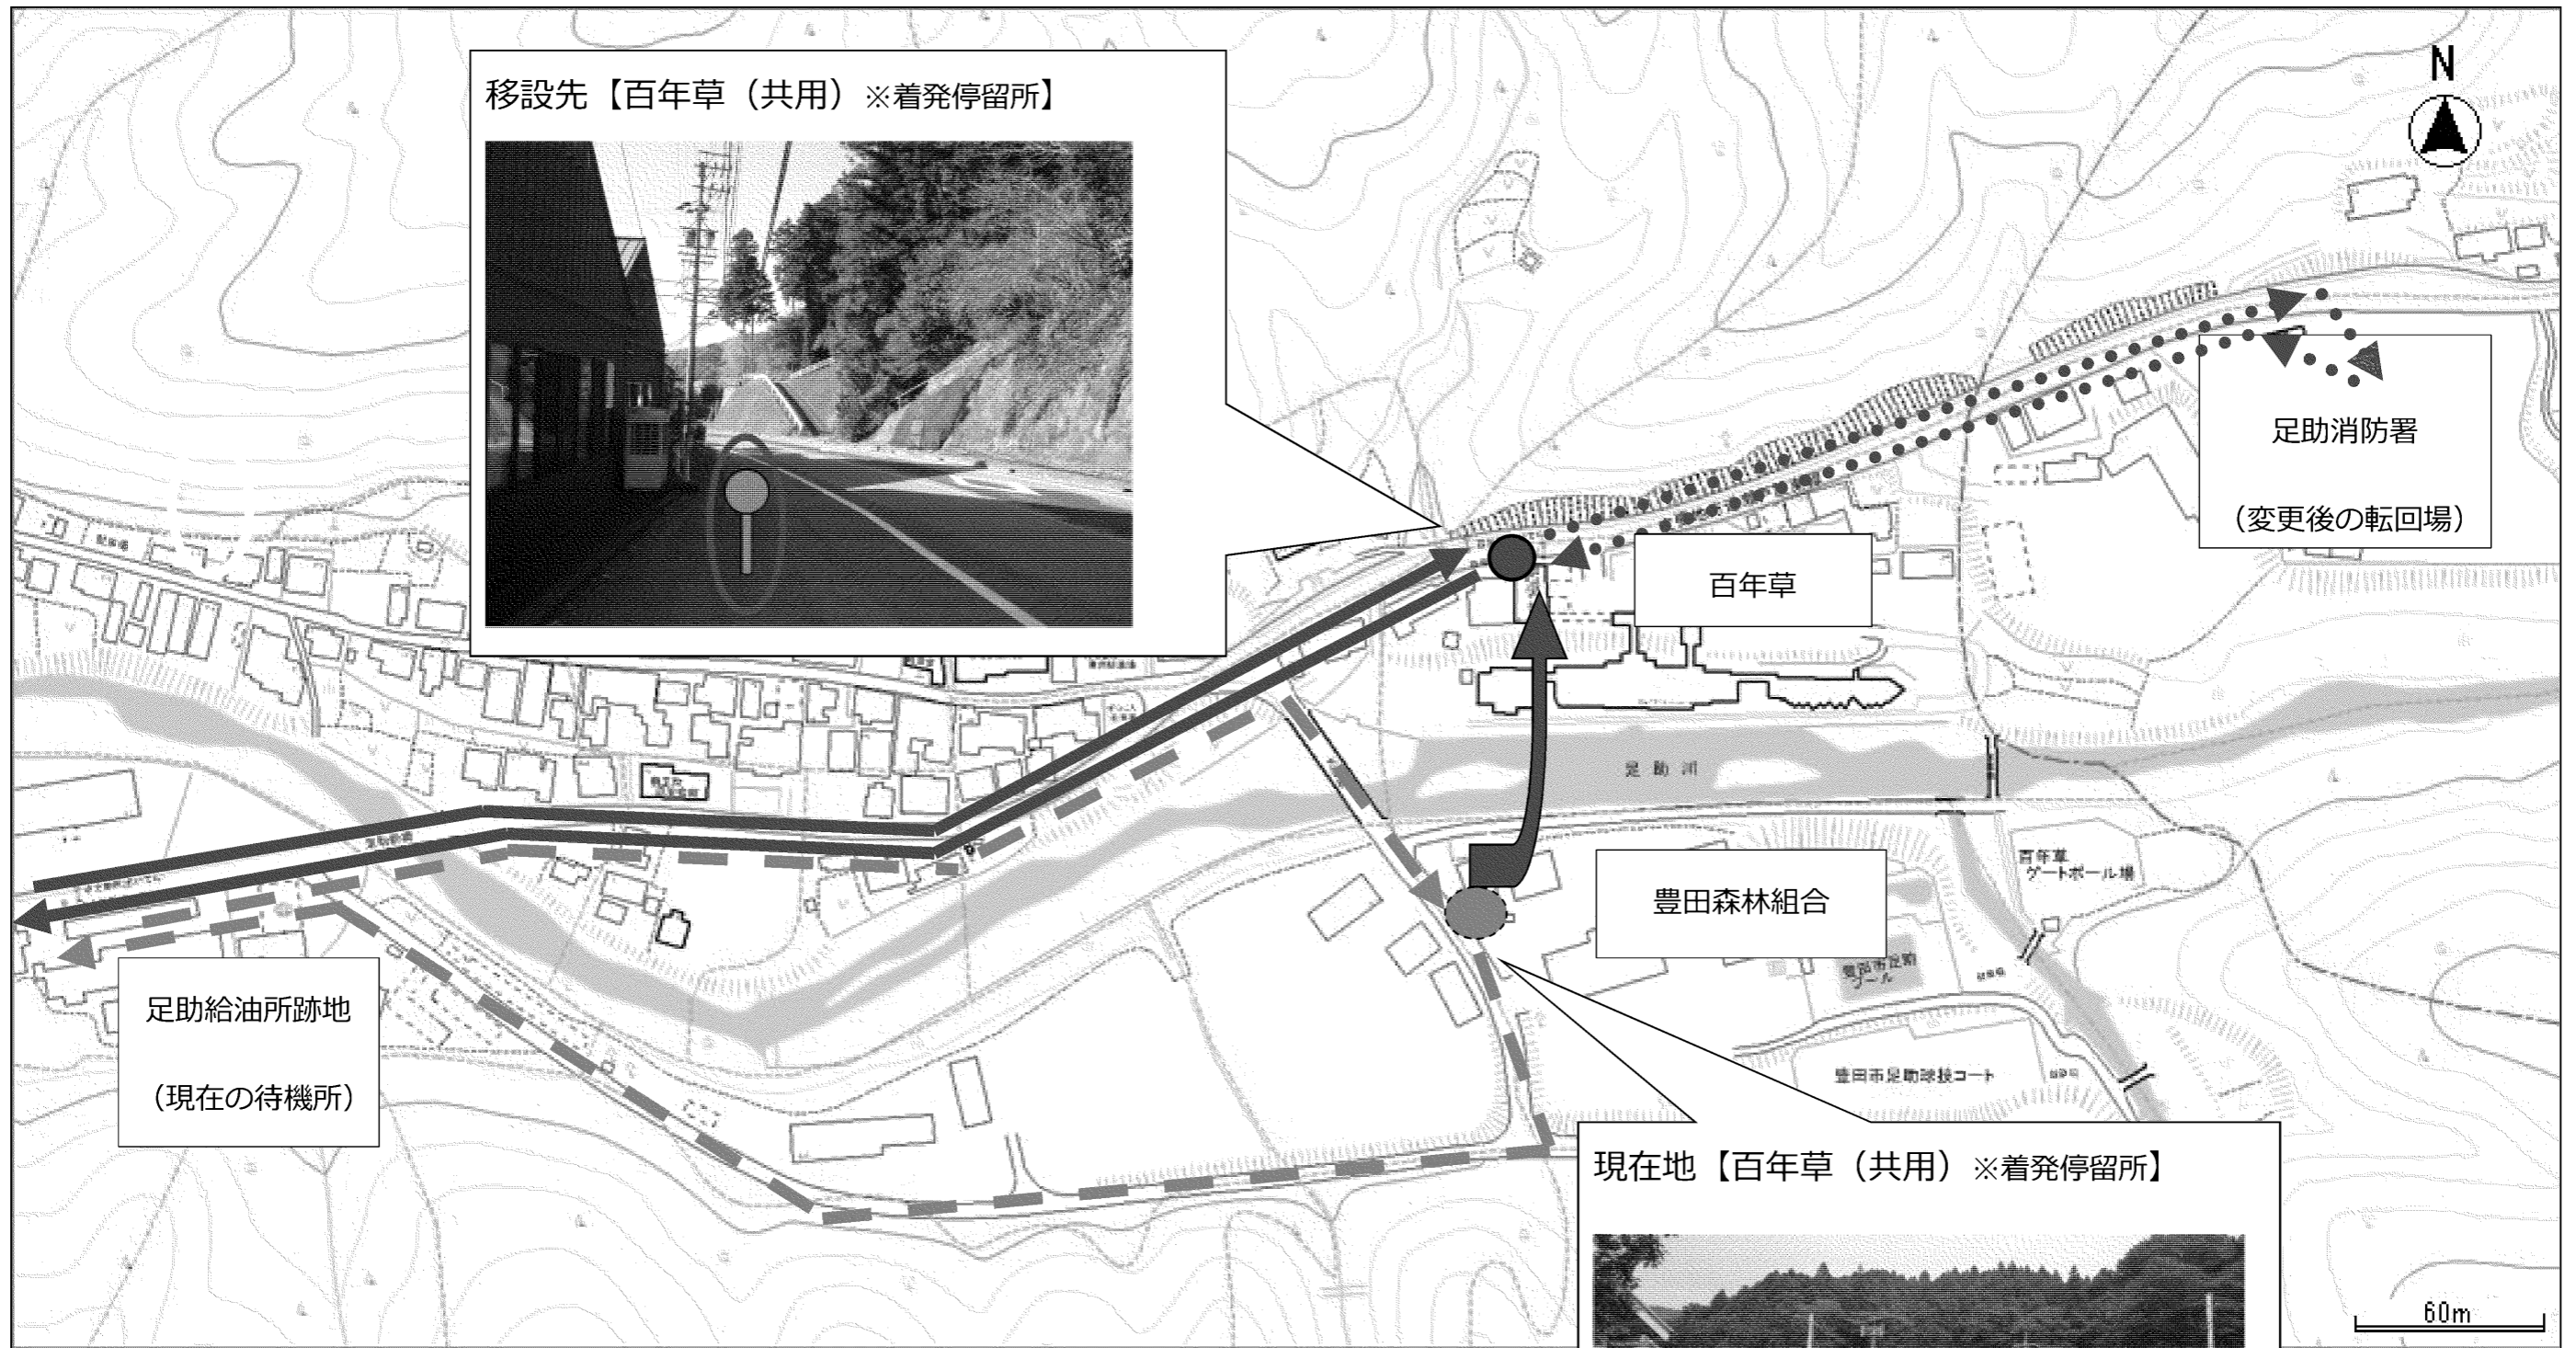 移設先【百年草（共用）※着発停留所】
N
足助消防署
（変更後の転回場）
百年草
足助川
豊田森林組合
百年草
ゲートボール場
豊田市足助
プール
足助給油所跡地
（現在の待機所）
豊田市足助球技コート
現在地【百年草（共用）※着発停留所】
60m